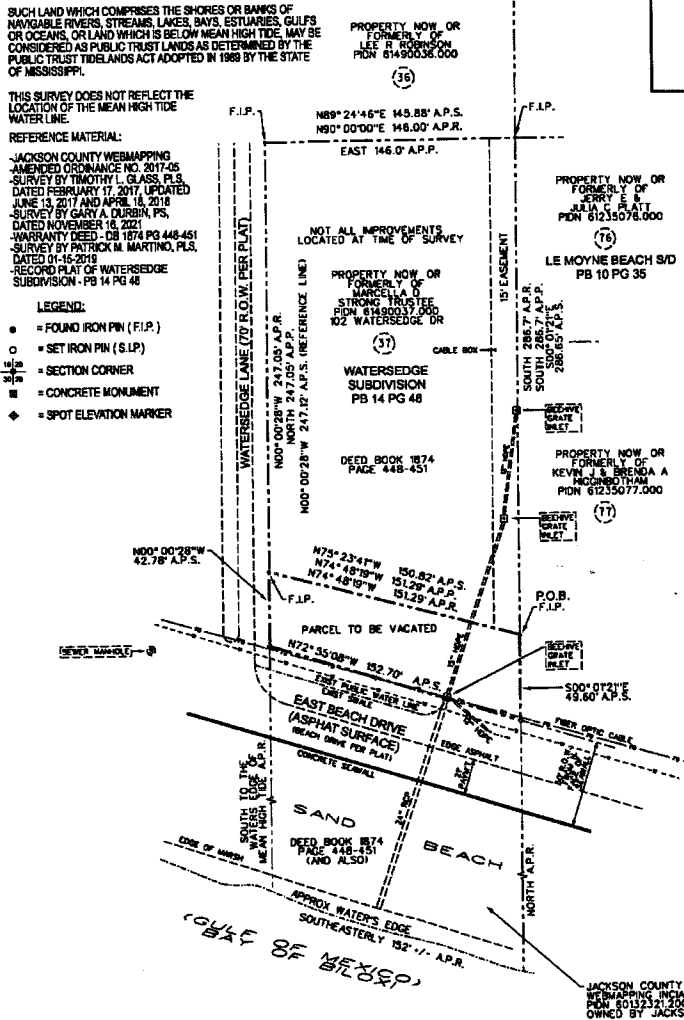 SUCH LAND WHICH COMPRISES THE SHORES OR BANKS OF
NAVIGABLE RIVERS, STREAMS, LAKES, BAYS, ESTUARIES, GULFS
OR OCEANS, OR LAND WHICH IS BELOW MEAN HIGH TIDE, MAY BE
CONSIDERED AS PUBLIC TRUST LANDS AS DETERMINED BY THE
PUBLIC TRUST TIDELANDS ACT ADOPTED IN 1989 BY THE STATE
OF MISSISSIPPI.
THIS SURVEY DOES NOT REFLECT THE
LOCATION OF THE MEAN HIGH TIDE
WATER LINE.
REFERENCE MATERIAL:
-JACKSON COUNTY WEBMAPPING
-AMENDED ORDINANCE NO. 2017-05
-SURVEY BY TIMOTHY L. GLASS, PLS,
DATED FEBRUARY 17, 2017, UPDATED
JUNE 13, 2017 AND APRIL 18, 2018
-SURVEY BY GARY A. DURBIN, PS,
DATED NOVEMBER 16, 2021
-WARRANTY DEED - DB 1874 PG 448-451
-SURVEY BY PATRICK M. MARTINO, PLS,
DATED 01-15-2019
-RECORD PLAT OF WATERSEDGE
SUBDIVISION - PB 14 PG 48
LEGEND:
= FOUND IRON PIN (F.I.P.)
= SET IRON PIN (S.I.P.)
= SECTION CORNER
= CONCRETE MONUMENT
= SPOT ELEVATION MARKER
PROPERTY NOW OR
FORMERLY OF
LEE R ROBINSON
PIDN 61490036.000
36
F.I.P.
N89° 24'46"E 145.88' A.P.S.
N90° 00'00"E 146.00' A.P.R.
F.I.P.
EAST 146.0' A.P.P.
PROPERTY NOW OR
FORMERLY OF
JERRY E &
JULIA C PLATT
PIDN 61235076.000
76
LE MOYNE BEACH S/D
PB 10 PG 35
NOT ALL IMPROVEMENTS
LOCATED AT TIME OF SURVEY
PROPERTY NOW OR
FORMERLY OF
MARCELLA D
STRONG TRUSTEE
PIDN 61490037.000
102 WATERSEDGE DR
37
CABLE BOX
WATERSEDGE
SUBDIVISION
PB 14 PG 48
DEED BOOK 1874
PAGE 448-451
WATERSEDGE LANE (70' R.O.W. PER PLAT)
N00° 00'28"W 247.05' A.P.R.
NORTH 247.05' A.P.P.
N00° 00'28"W 247.12' A.P.S. (REFERENCE LINE)
15' EASEMENT
SOUTH 286.7' A.P.R.
SOUTH 286.7' A.P.P.
S00° 01'21"E
286.65' A.P.S.
BEEHIVE
GRATE
INLET
PROPERTY NOW OR
FORMERLY OF
KEVIN J & BRENDA A
HIGGINBOTHAM
PIDN 61235077.000
77
BEEHIVE
GRATE
INLET
N00° 00'28"W
42.78' A.P.S.
N75° 23'41"W 150.82' A.P.S.
N74° 48'19"W 151.29' A.P.P.
N74° 48'19"W 151.29' A.P.R.
F.I.P.
P.O.B.
F.I.P.
PARCEL TO BE VACATED
15" HDPE
BEEHIVE
GRATE
INLET
SEWER MANHOLE
N72° 35'08"W 152.70' A.P.S.
S00° 01'21"E
49.60' A.P.S.
EAST PUBLIC WATER LINE
EAST SWALE
EAST BEACH DRIVE
(ASPHAT SURFACE)
(BEACH DRIVE PER PLAT)
CONCRETE SEAWALL
FIBER OPTIC CABLE
EDGE ASPHALT
24" RCP
SOUTH TO THE
WATERS EDGE OF
MEAN HIGH TIDE A.P.R.
SAND
BEACH
DEED BOOK 1874
PAGE 448-451
(AND ALSO)
EDGE OF MARSH
NORTH A.P.R.
APPROX WATER'S EDGE
SOUTHEASTERLY 152' +/- A.P.R.
(GULF OF MEXICO)
BAY OF BILOXI
JACKSON COUNTY
OWNED BY JACKS